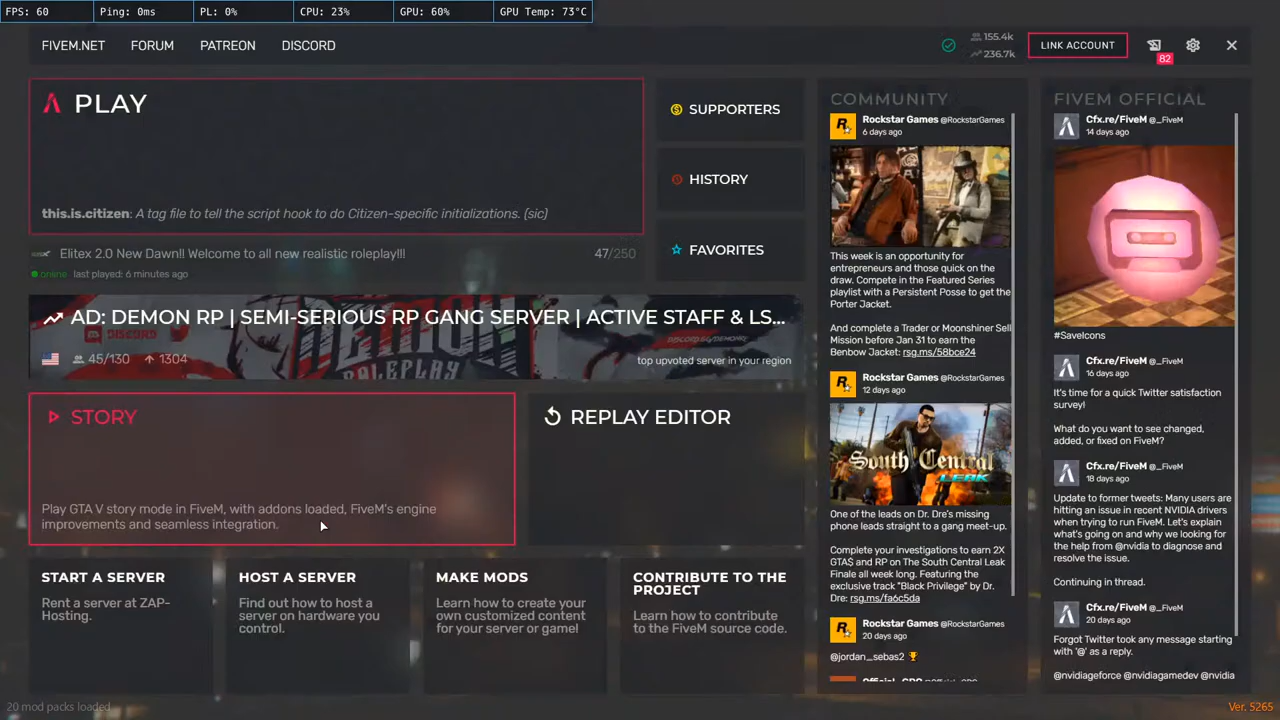 FPS: 60
Ping: 0ms
PL: 0%
CPU: 23%
GPU: 60%
GPU Temp: 73°C
FIVEM.NET
FORUM
PATREON
DISCORD
155.4k
236.7k
LINK ACCOUNT
82
PLAY
this.is.citizen: A tag file to tell the script hook to do Citizen-specific initializations. (sic)
Elitex 2.0 New Dawn!! Welcome to all new realistic roleplay!!!
47/250
online last played: 6 minutes ago
SUPPORTERS
HISTORY
FAVORITES
AD: DEMON RP | SEMI-SERIOUS RP GANG SERVER | ACTIVE STAFF & LS...
45/130
1304
top upvoted server in your region
STORY
Play GTA V story mode in FiveM, with addons loaded, FiveM's engine
improvements and seamless integration.
REPLAY EDITOR
START A SERVER
Rent a server at ZAP-
Hosting.
HOST A SERVER
Find out how to host a
server on hardware you
control.
MAKE MODS
Learn how to create your
own customized content
for your server or game!
CONTRIBUTE TO THE
PROJECT
Learn how to contribute
to the FiveM source code.
COMMUNITY
Rockstar Games @RockstarGames
6 days ago
This week is an opportunity for
entrepreneurs and those quick on the
draw. Compete in the Featured Series
playlist with a Persistent Posse to get the
Porter Jacket.
And complete a Trader or Moonshiner Sell
Mission before Jan 31 to earn the
Benbow Jacket: rsg.ms/58bce24
Rockstar Games @RockstarGames
12 days ago
South Central
LEAK
One of the leads on Dr. Dre's missing
phone leads straight to a gang meet-up.
Complete your investigations to earn 2X
GTA$ and RP on The South Central Leak
Finale all week long. Featuring the
exclusive track "Black Privilege" by Dr.
Dre: rsg.ms/fa6c5da
Rockstar Games @RockstarGames
20 days ago
@jordan_sebas2 🏆
FIVEM OFFICIAL
Cfx.re/FiveM @_FiveM
14 days ago
#SaveIcons
Cfx.re/FiveM @_FiveM
16 days ago
It's time for a quick Twitter satisfaction
survey!
What do you want to see changed,
added, or fixed on FiveM?
Cfx.re/FiveM @_FiveM
18 days ago
Update to former tweets: Many users are
hitting an issue in recent NVIDIA drivers
when trying to run FiveM. Let's explain
what's going on and why we looking for
the help from @nvidia to diagnose and
resolve the issue.
Continuing in thread.
Cfx.re/FiveM @_FiveM
20 days ago
Forgot Twitter took any message starting
with '@' as a reply.
@nvidiageforce @nvidiagamedev @nvidia
20 mod packs loaded
Ver. 5265